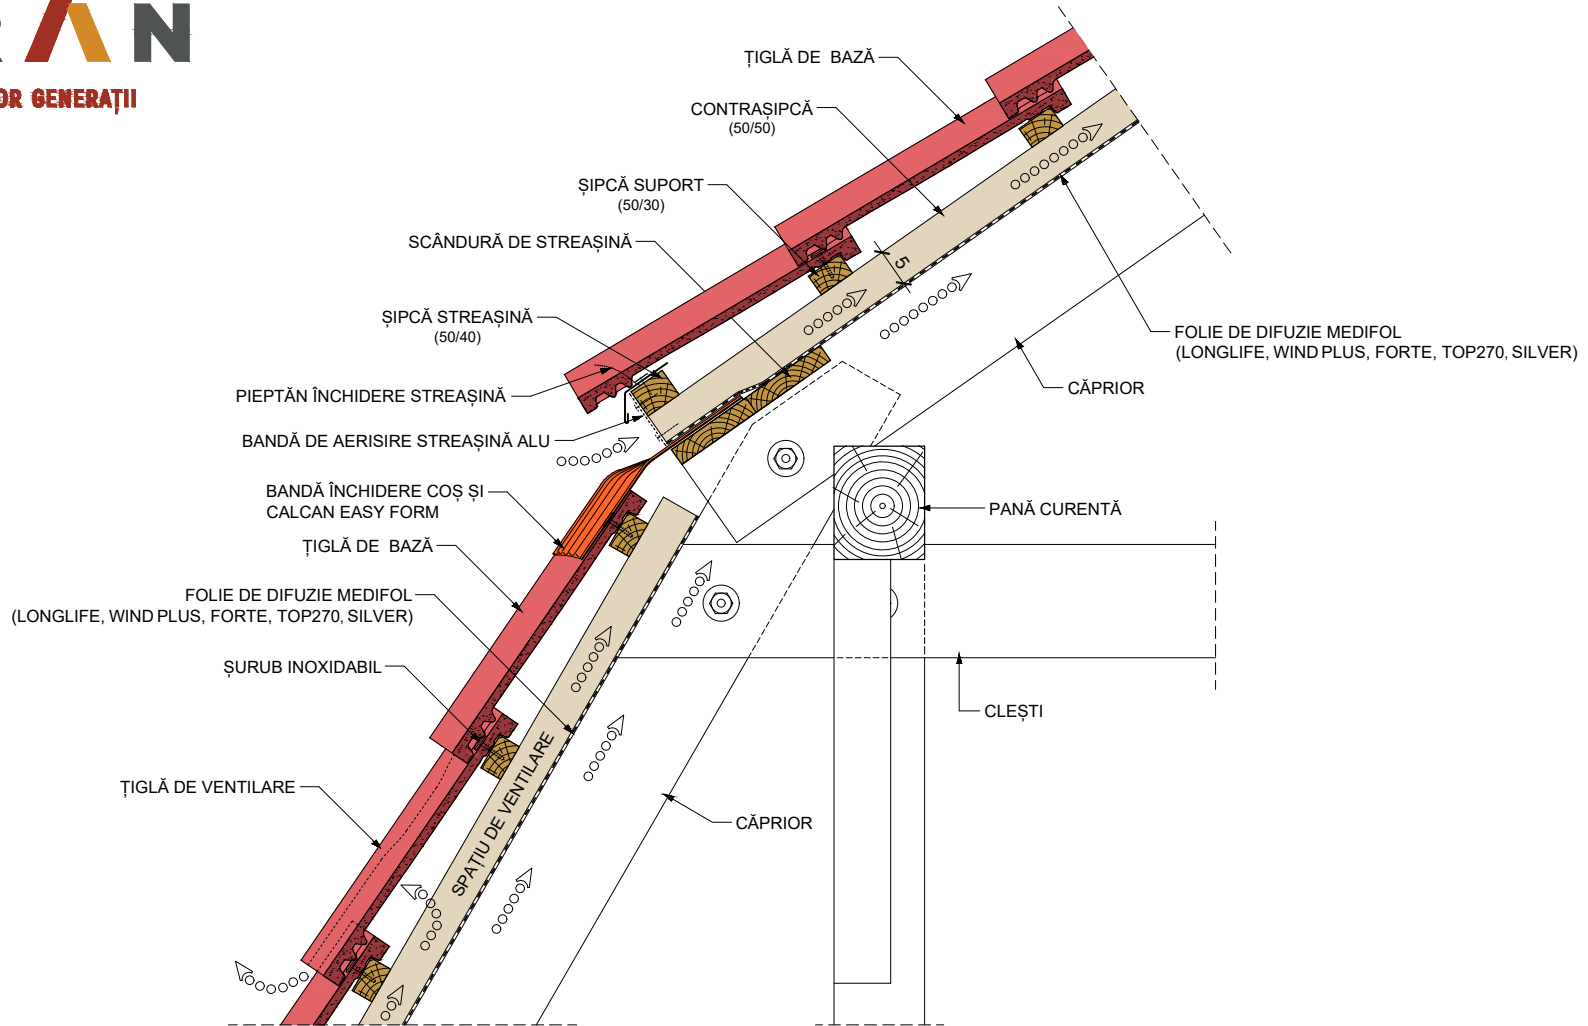 RAN
OR GENERAȚII
ȚIGLĂ DE BAZĂ
CONTRAȘIPCĂ
(50/50)
ȘIPCĂ SUPORT
(50/30)
SCÂNDURĂ DE STREAȘINĂ
ȘIPCĂ STREAȘINĂ
(50/40)
PIEPTĂN ÎNCHIDERE STREAȘINĂ
BANDĂ DE AERISIRE STREAȘINĂ ALU
BANDĂ ÎNCHIDERE COȘ ȘI
CALCAN EASY FORM
ȚIGLĂ DE BAZĂ
FOLIE DE DIFUZIE MEDIFOL
(LONGLIFE, WIND PLUS, FORTE, TOP270, SILVER)
ȘURUB INOXIDABIL
ȚIGLĂ DE VENTILARE
SPAȚIU DE VENTILARE
5
FOLIE DE DIFUZIE MEDIFOL
(LONGLIFE, WIND PLUS, FORTE, TOP270, SILVER)
CĂPRIOR
PANĂ CURENTĂ
CLEȘTI
CĂPRIOR